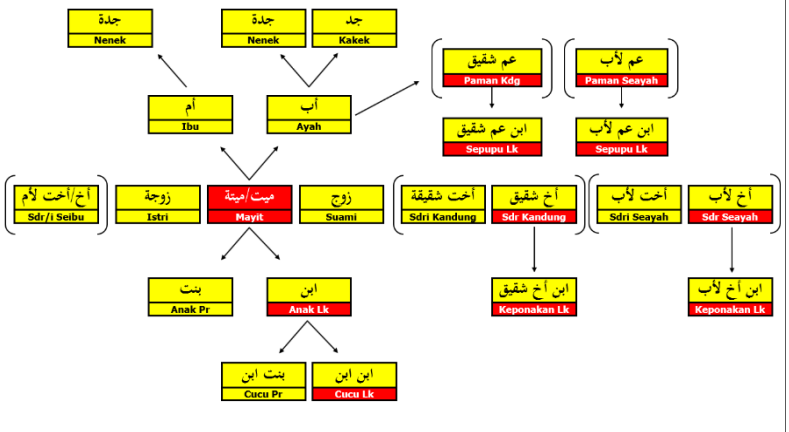 جدة
Nenek
جدة
Nenek
جد
Kakek
عم شقيق
Paman Kdg
عم لأب
Paman Seayah
أم
Ibu
أب
Ayah
ابن عم شقيق
Sepupu Lk
ابن عم لأب
Sepupu Lk
أخ/أخت لأم
Sdr/i Seibu
زوجة
Istri
ميت/ميتة
Mayit
زوج
Suami
أخت شقيقة
Sdri Kandung
أخ شقيق
Sdr Kandung
أخت لأب
Sdri Seayah
أخ لأب
Sdr Seayah
بنت
Anak Pr
ابن
Anak Lk
ابن أخ شقيق
Keponakan Lk
ابن أخ لأب
Keponakan Lk
بنت ابن
Cucu Pr
ابن ابن
Cucu Lk